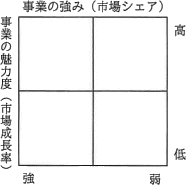 事業の強み（市場シェア）
事業の魅力度（市場成長率）
高
低
強
弱